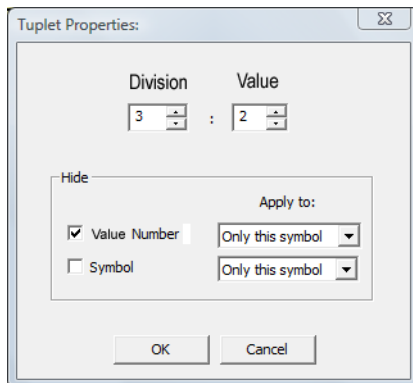 Tuplet Properties:
Division Value
3 : 2
Hide
Apply to:
Value Number Only this symbol
Symbol Only this symbol
OK Cancel